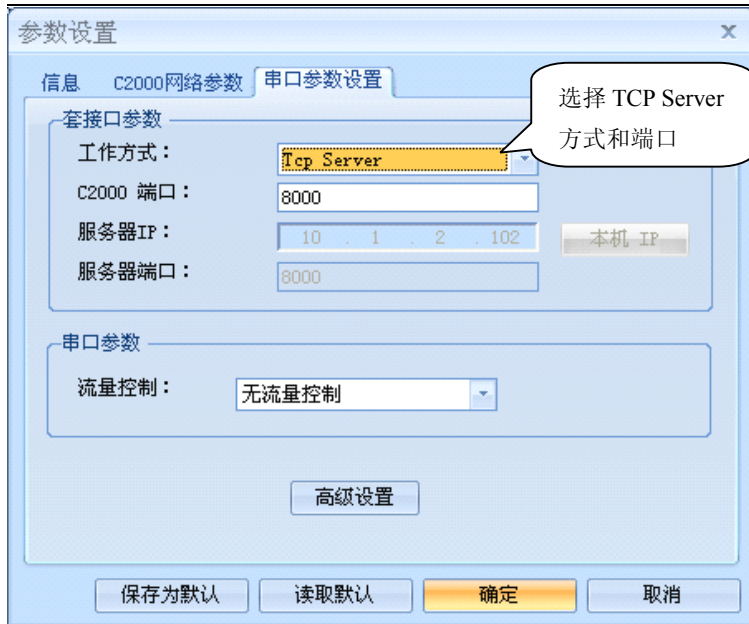 参数设置
信息 C2000网络参数 串口参数设置
选择 TCP Server
方式和端口
套接口参数
工作方式： Tcp Server
C2000 端口： 8000
服务器IP： 10 . 1 . 2 . 102 本机 IP
服务器端口： 8000
串口参数
流量控制： 无流量控制
高级设置
保存为默认 读取默认 确定 取消